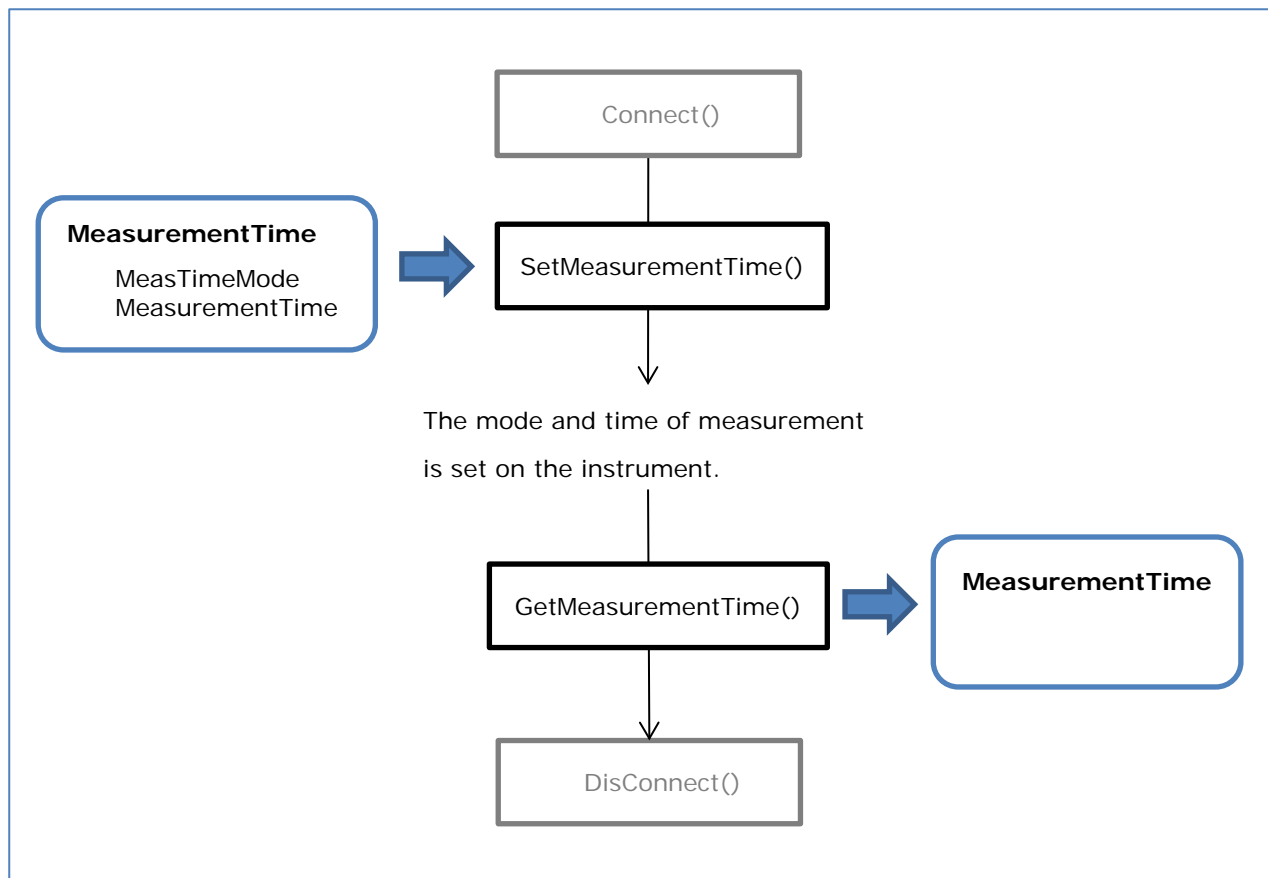 Connect()
MeasurementTime
MeasTimeMode
MeasurementTime
SetMeasurementTime()
The mode and time of measurement
is set on the instrument.
GetMeasurementTime()
MeasurementTime
DisConnect()